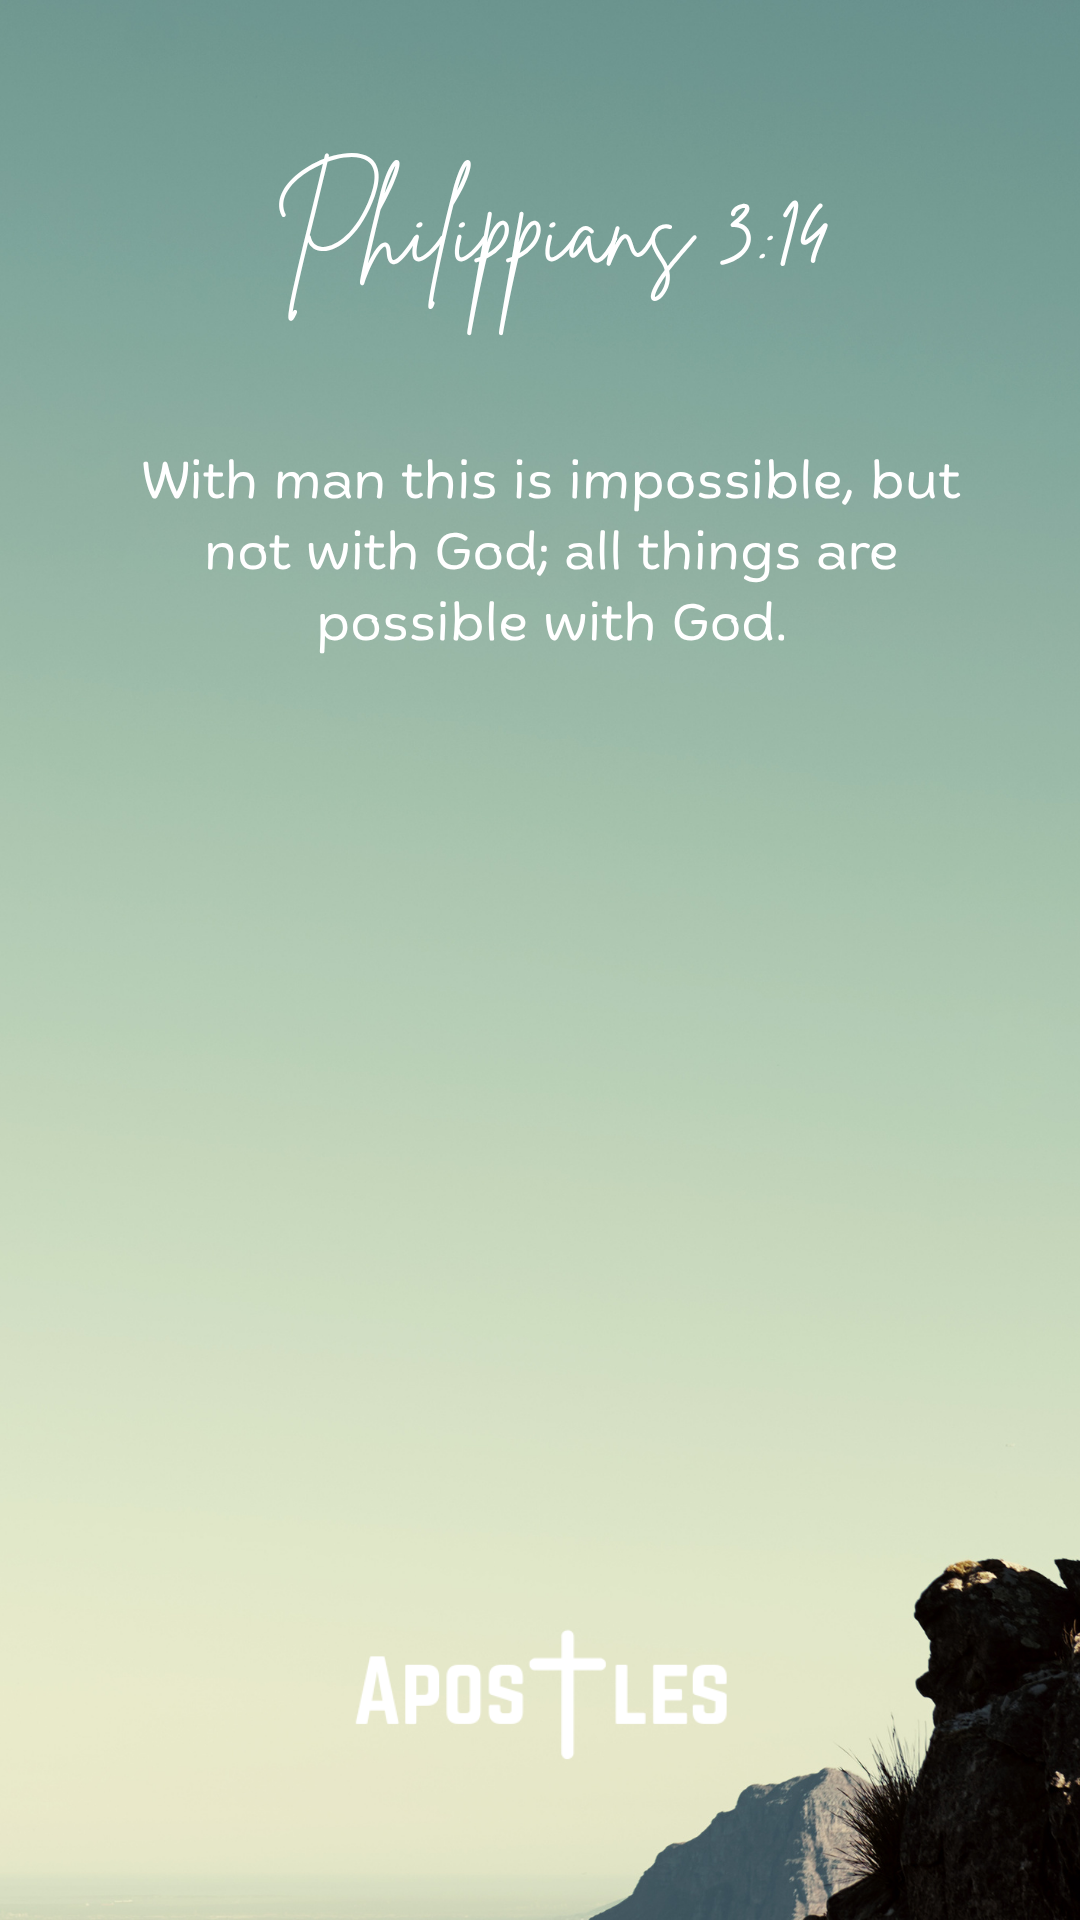 Philippians 3:14
With man this is impossible, but
not with God; all things are
possible with God.
APOSTLES